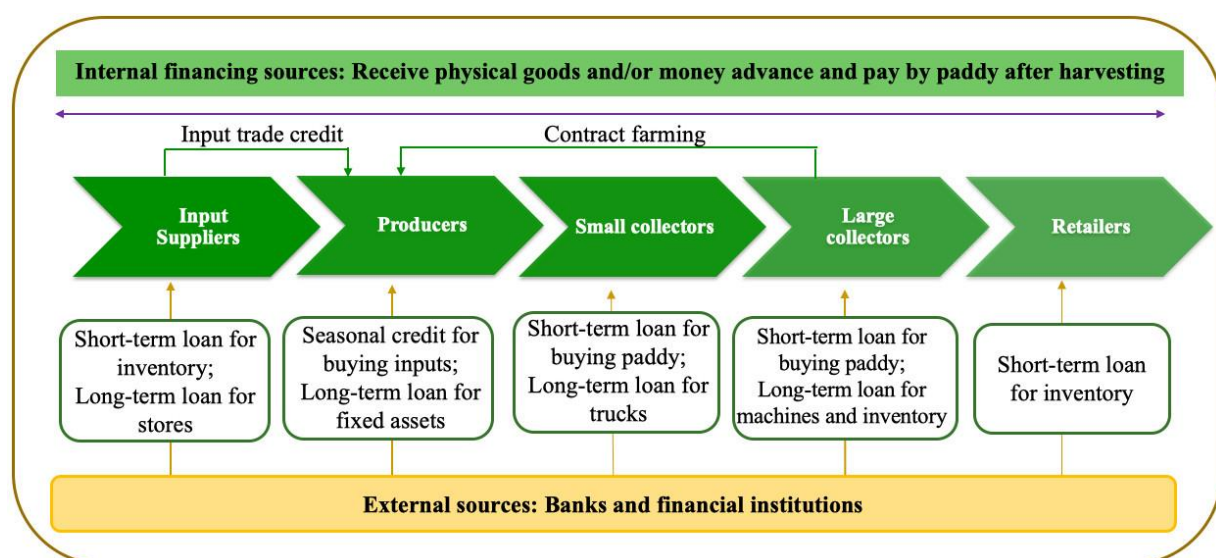 Internal financing sources: Receive physical goods and/or money advance and pay by paddy after harvesting
Input trade credit
Contract farming
Input
Suppliers
Producers
Small collectors
Large
collectors
Retailers
Short-term loan for
inventory;
Long-term loan for
stores
Seasonal credit for
buying inputs;
Long-term loan for
fixed assets
Short-term loan for
buying paddy;
Long-term loan for
trucks
Short-term loan for
buying paddy;
Long-term loan for
machines and inventory
Short-term loan
for inventory
External sources: Banks and financial institutions